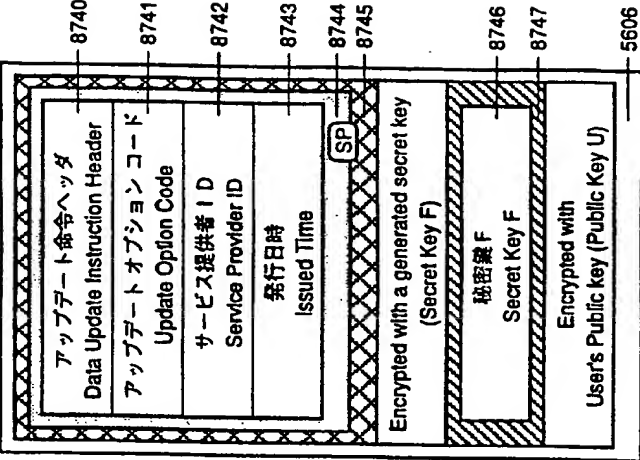 アップデート命令ヘッダ
Data Update Instruction Header
アップデートオプションコード
Update Option Code
サービス提供者 ID
Service Provider ID
発行日時
Issued Time
SP
Encrypted with a generated secret key
(Secret Key F)
秘密鍵 F
Secret Key F
Encrypted with
User's Public key (Public Key U)
8740
8741
8742
8743
8744
8745
8746
8747
5606